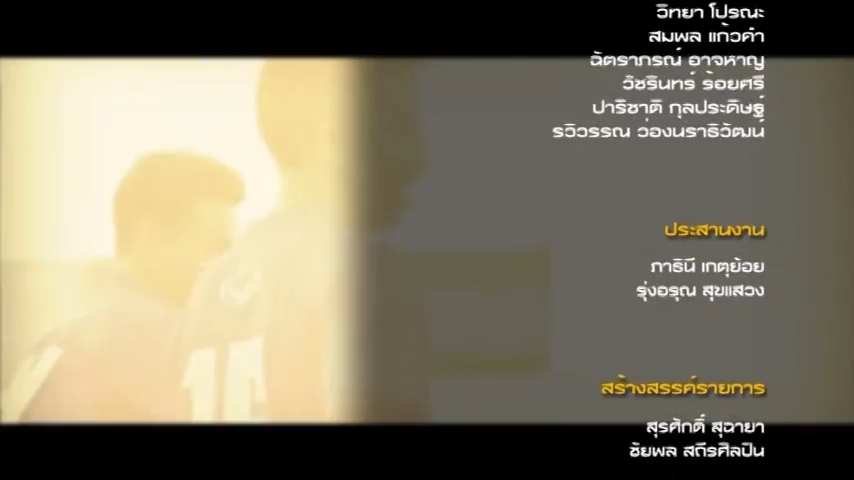 วิทยา โปรณะ
สมพล แก้วคำ
ฉัตราภรณ์ อาจหาญ
วัชรินทร์ ร้อยศรี
ปาริชาติ กุลประดิษฐ์
รวิวรรณ ว่องนราธิวัฒน์
ประสานงาน
ภาธินี เกตุย้อย
รุ่งอรุณ สุขแสวง
สร้างสรรค์รายการ
สุรศักดิ์ สุฉายา
ชัยพล สถีรศิลปิน